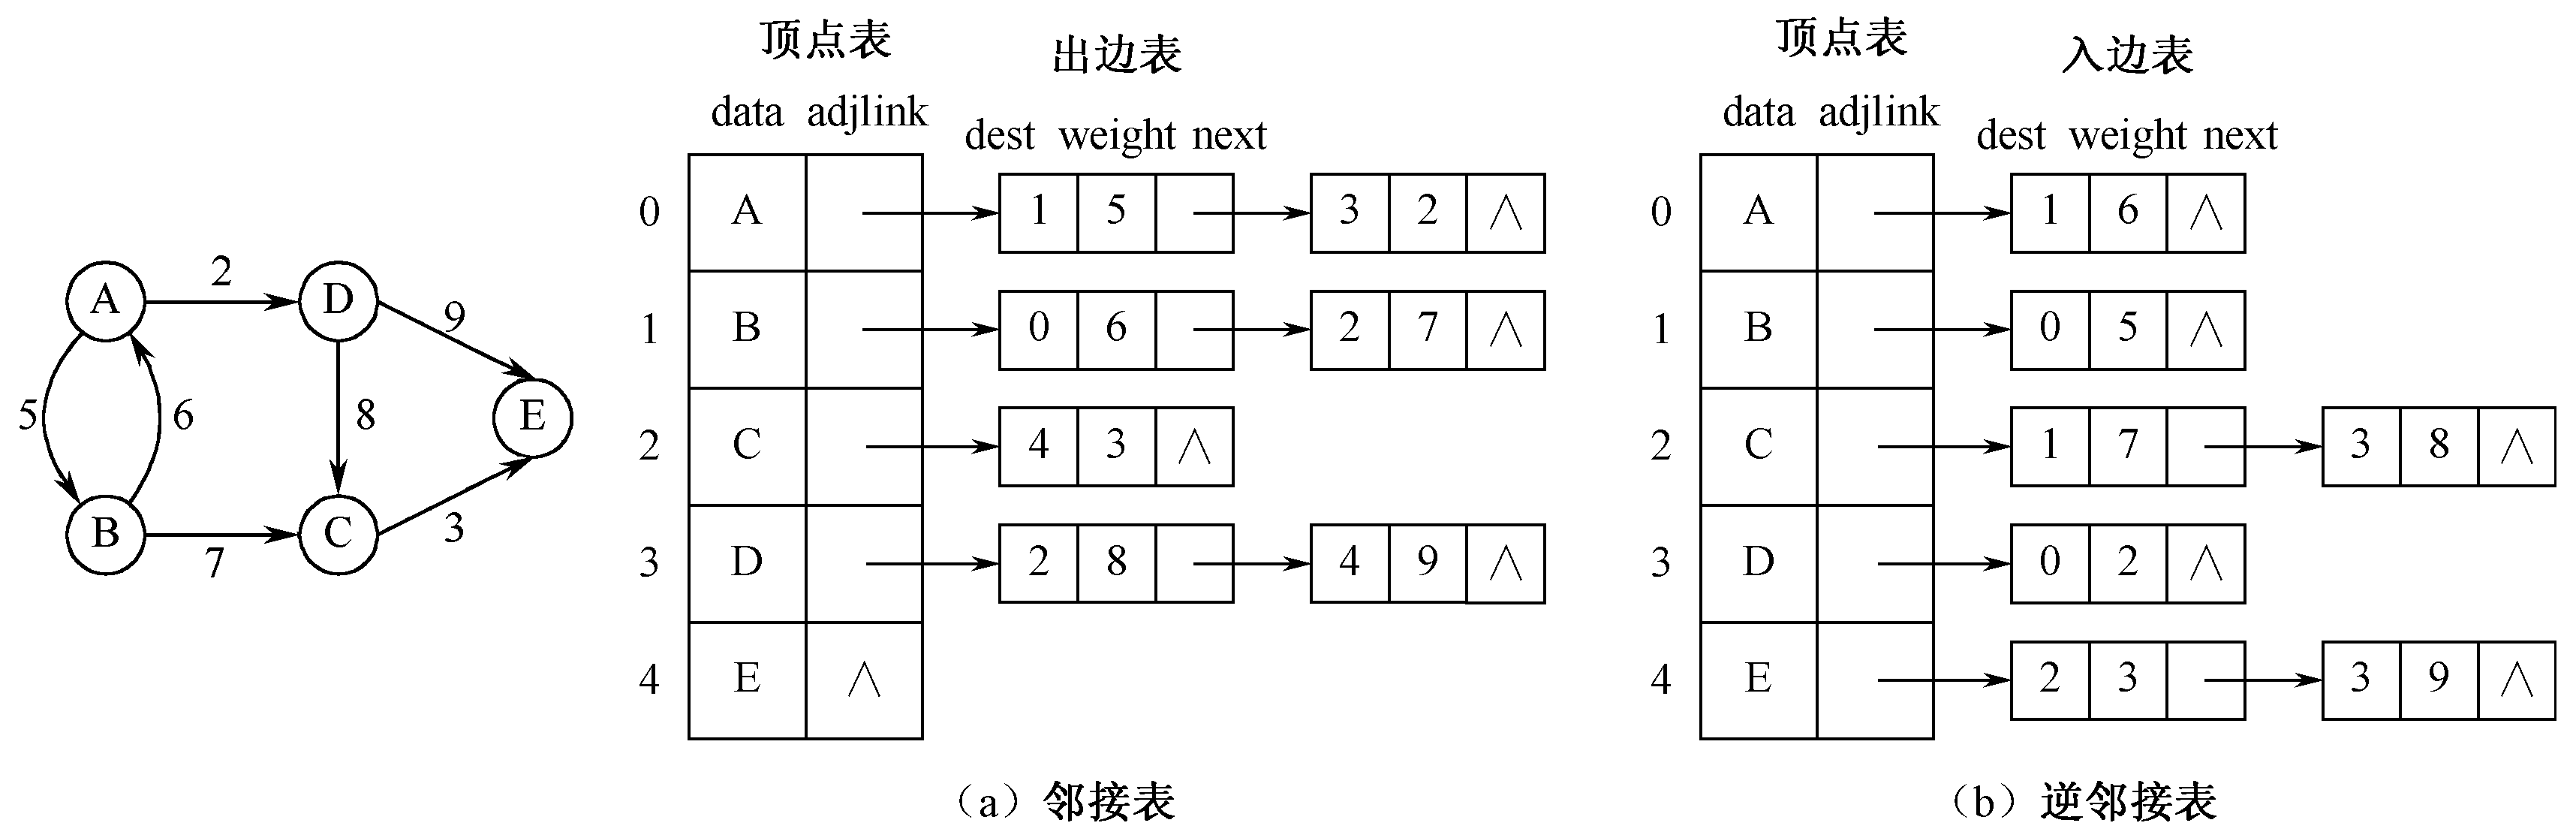 顶点表 出边表
data adjlink
dest weight next
0 A 1 5 3 2 ∧
1 B 0 6 2 7 ∧
2 C 4 3 ∧
3 D 2 8 4 9 ∧
4 E ∧
(a) 邻接表
顶点表 入边表
data adjlink
dest weight next
0 A 1 6 ∧
1 B 0 5 ∧
2 C 1 7 3 8 ∧
3 D 0 2 ∧
4 E 2 3 3 9 ∧
(b) 逆邻接表
A 2 D
9
5 6 8 E
B 7 C 3